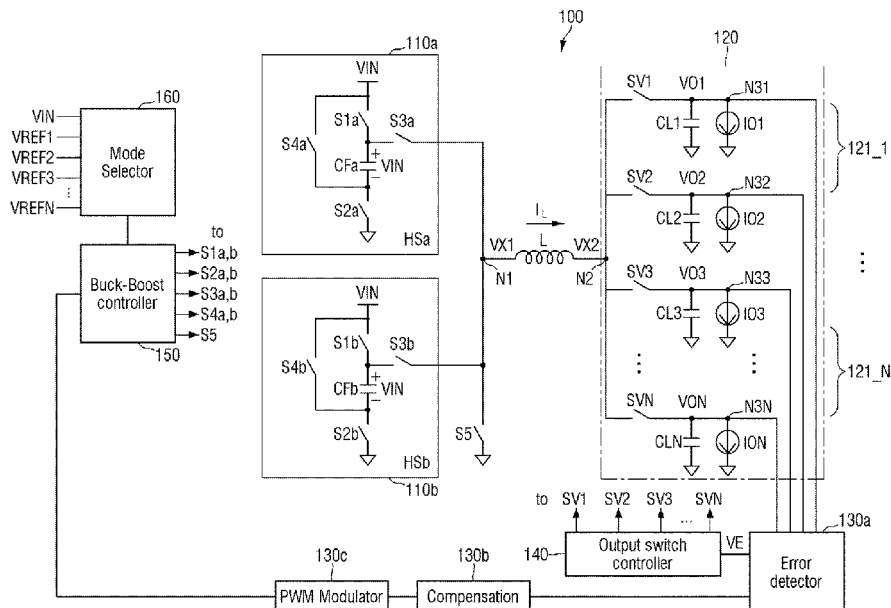 100
110a
120
160
VIN
VREF1
VREF2
VREF3
VREFN
Mode
Selector
to
S1a,b
S2a,b
S3a,b
S4a,b
S5
Buck-Boost
controller
150
VIN
S1a
S3a
S4a
CFa
+
VIN
−
S2a
HSa
VIN
S1b
S3b
S4b
CFb
+
VIN
−
S2b
HSb
110b
S5
IL
VX1
L
VX2
N1
N2
SV1
VO1
N31
CL1
IO1
121_1
SV2
VO2
N32
CL2
IO2
SV3
VO3
N33
CL3
IO3
121_N
SVN
VON
N3N
CLN
ION
to
SV1
SV2
SV3
...
SVN
130a
140
Output switch
controller
VE
Error
detector
130c
130b
PWM Modulator
Compensation